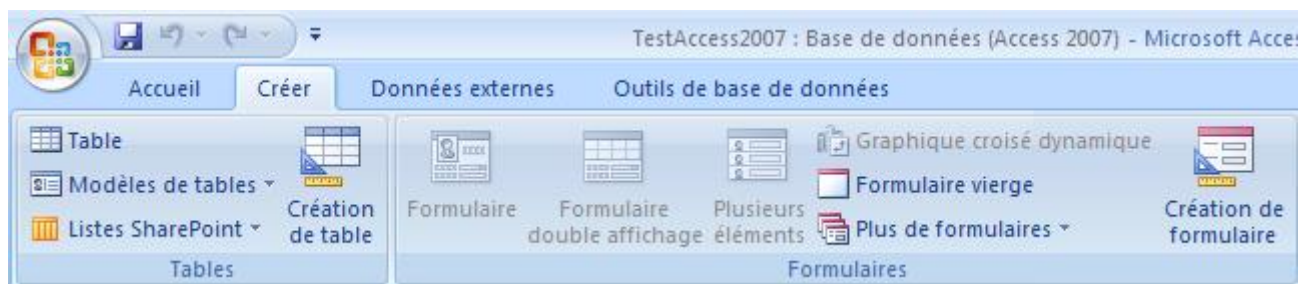 TestAccess2007 : Base de données (Access 2007) - Microsoft Acce
Accueil Créer Données externes Outils de base de données
Table
Modèles de tables
Listes SharePoint
Création
de table
Tables
Formulaire
Formulaire
double affichage
Plusieurs
éléments
Graphique croisé dynamique
Formulaire vierge
Plus de formulaires
Création de
formulaire
Formulaires